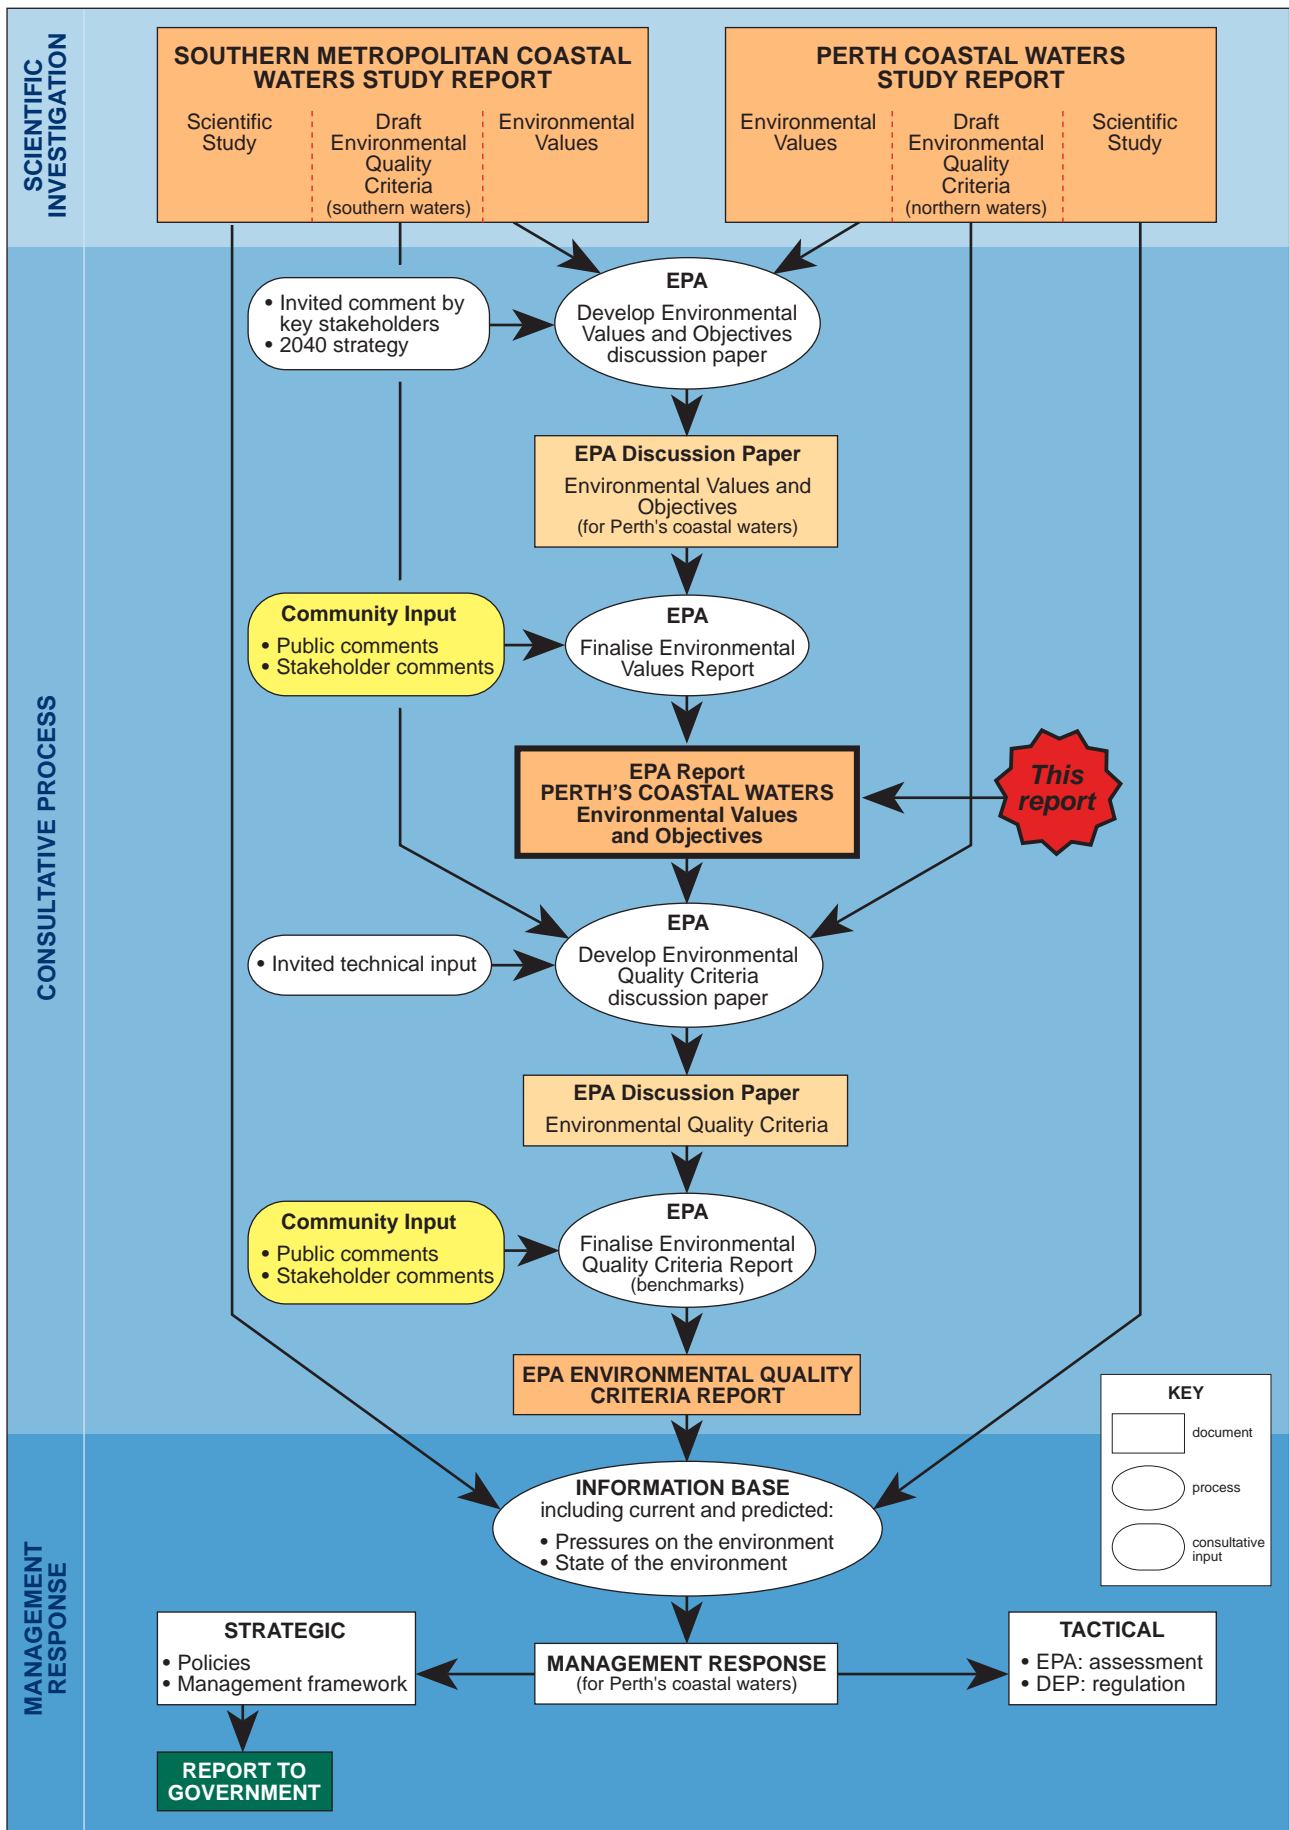 SCIENTIFIC
INVESTIGATION
SOUTHERN METROPOLITAN COASTAL
WATERS STUDY REPORT
Scientific
Study
Draft
Environmental
Quality
Criteria
(southern waters)
Environmental
Values
PERTH COASTAL WATERS
STUDY REPORT
Environmental
Values
Draft
Environmental
Quality
Criteria
(northern waters)
Scientific
Study
CONSULTATIVE PROCESS
• Invited comment by
key stakeholders
• 2040 strategy
EPA
Develop Environmental
Values and Objectives
discussion paper
EPA Discussion Paper
Environmental Values and
Objectives
(for Perth's coastal waters)
Community Input
• Public comments
• Stakeholder comments
EPA
Finalise Environmental
Values Report
EPA Report
PERTH'S COASTAL WATERS
Environmental Values
and Objectives
This
report
• Invited technical input
EPA
Develop Environmental
Quality Criteria
discussion paper
EPA Discussion Paper
Environmental Quality Criteria
Community Input
• Public comments
• Stakeholder comments
EPA
Finalise Environmental
Quality Criteria Report
(benchmarks)
EPA ENVIRONMENTAL QUALITY
CRITERIA REPORT
KEY
document
process
consultative
input
MANAGEMENT
RESPONSE
INFORMATION BASE
including current and predicted:
• Pressures on the environment
• State of the environment
STRATEGIC
• Policies
• Management framework
MANAGEMENT RESPONSE
(for Perth's coastal waters)
TACTICAL
• EPA: assessment
• DEP: regulation
REPORT TO
GOVERNMENT